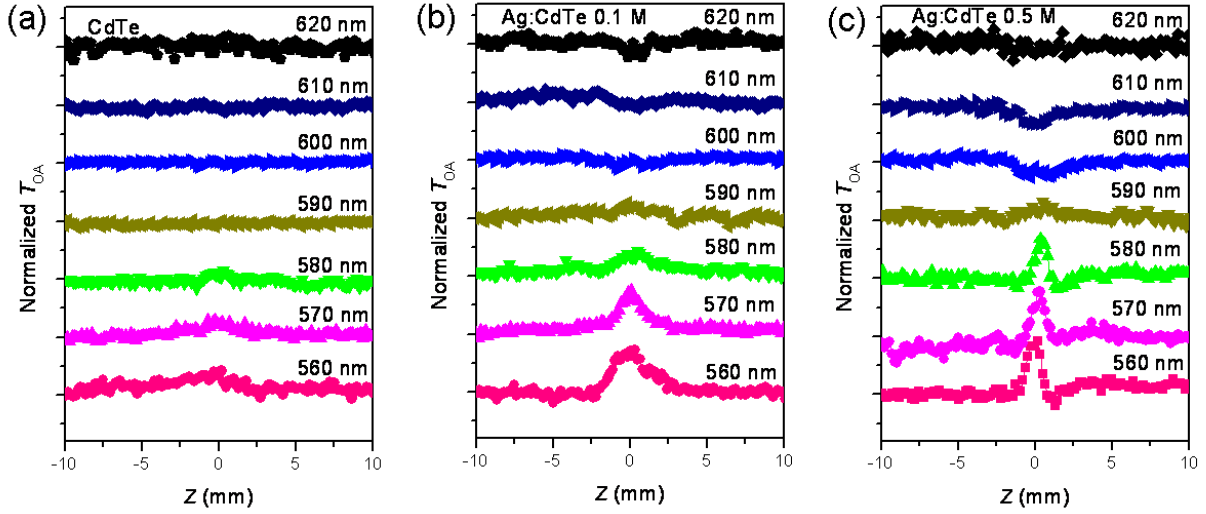 (a)
CdTe
620 nm
610 nm
600 nm
590 nm
580 nm
570 nm
560 nm
Normalized T_OA
-10 -5 0 5 10
Z (mm)
(b)
Ag:CdTe 0.1 M
620 nm
610 nm
600 nm
590 nm
580 nm
570 nm
560 nm
Normalized T_OA
-10 -5 0 5 10
Z (mm)
(c)
Ag:CdTe 0.5 M
620 nm
610 nm
600 nm
590 nm
580 nm
570 nm
560 nm
Normalized T_OA
-10 -5 0 5 10
Z (mm)